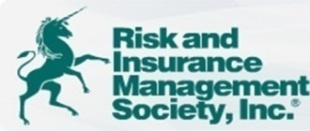 Risk and
Insurance
Management
Society, Inc.®